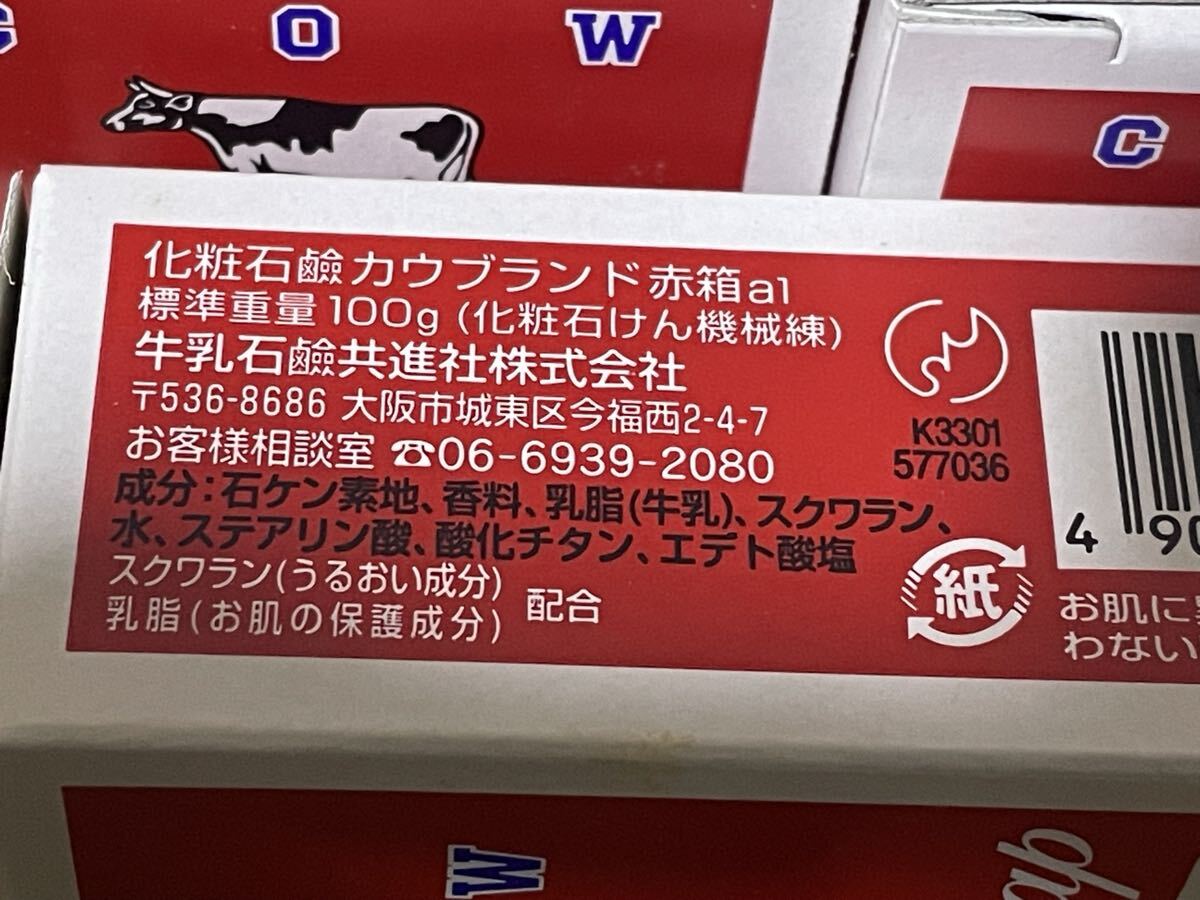 C O W
C
化粧石鹼カウブランド赤箱a1
標準重量100g(化粧石けん機械練)
牛乳石鹼共進社株式会社
〒536-8686 大阪市城東区今福西2-4-7
お客様相談室 ☎06-6939-2080
成分:石ケン素地、香料、乳脂(牛乳)、スクワラン、
水、ステアリン酸、酸化チタン、エデト酸塩
スクワラン(うるおい成分)
乳脂(お肌の保護成分)
配合
K3301
577036
紙
4 90
お肌に
わない
W